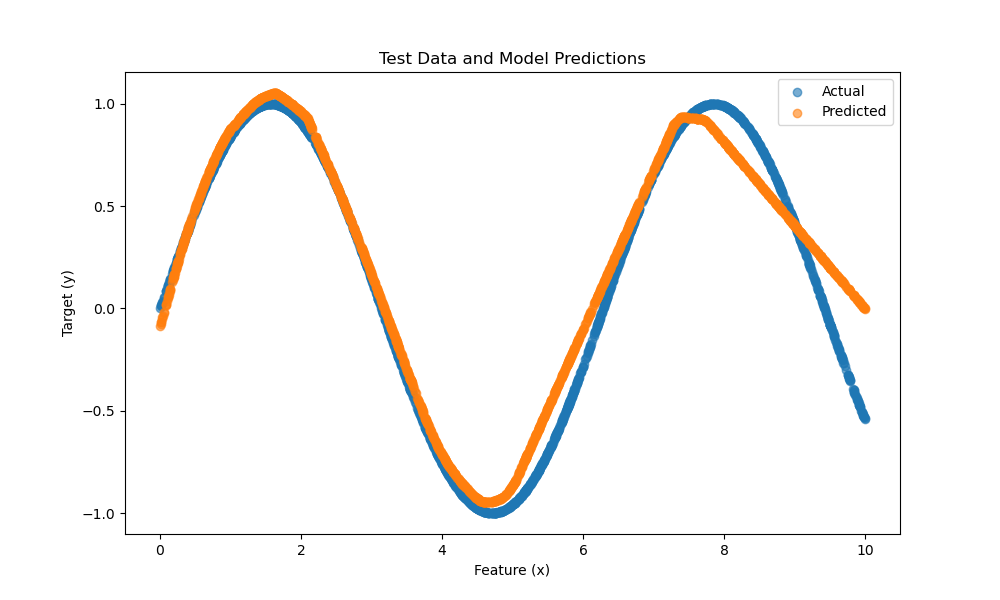 Test Data and Model Predictions
Actual
Predicted
1.0
0.5
0.0
−0.5
−1.0
Target (y)
0 2 4 6 8 10
Feature (x)